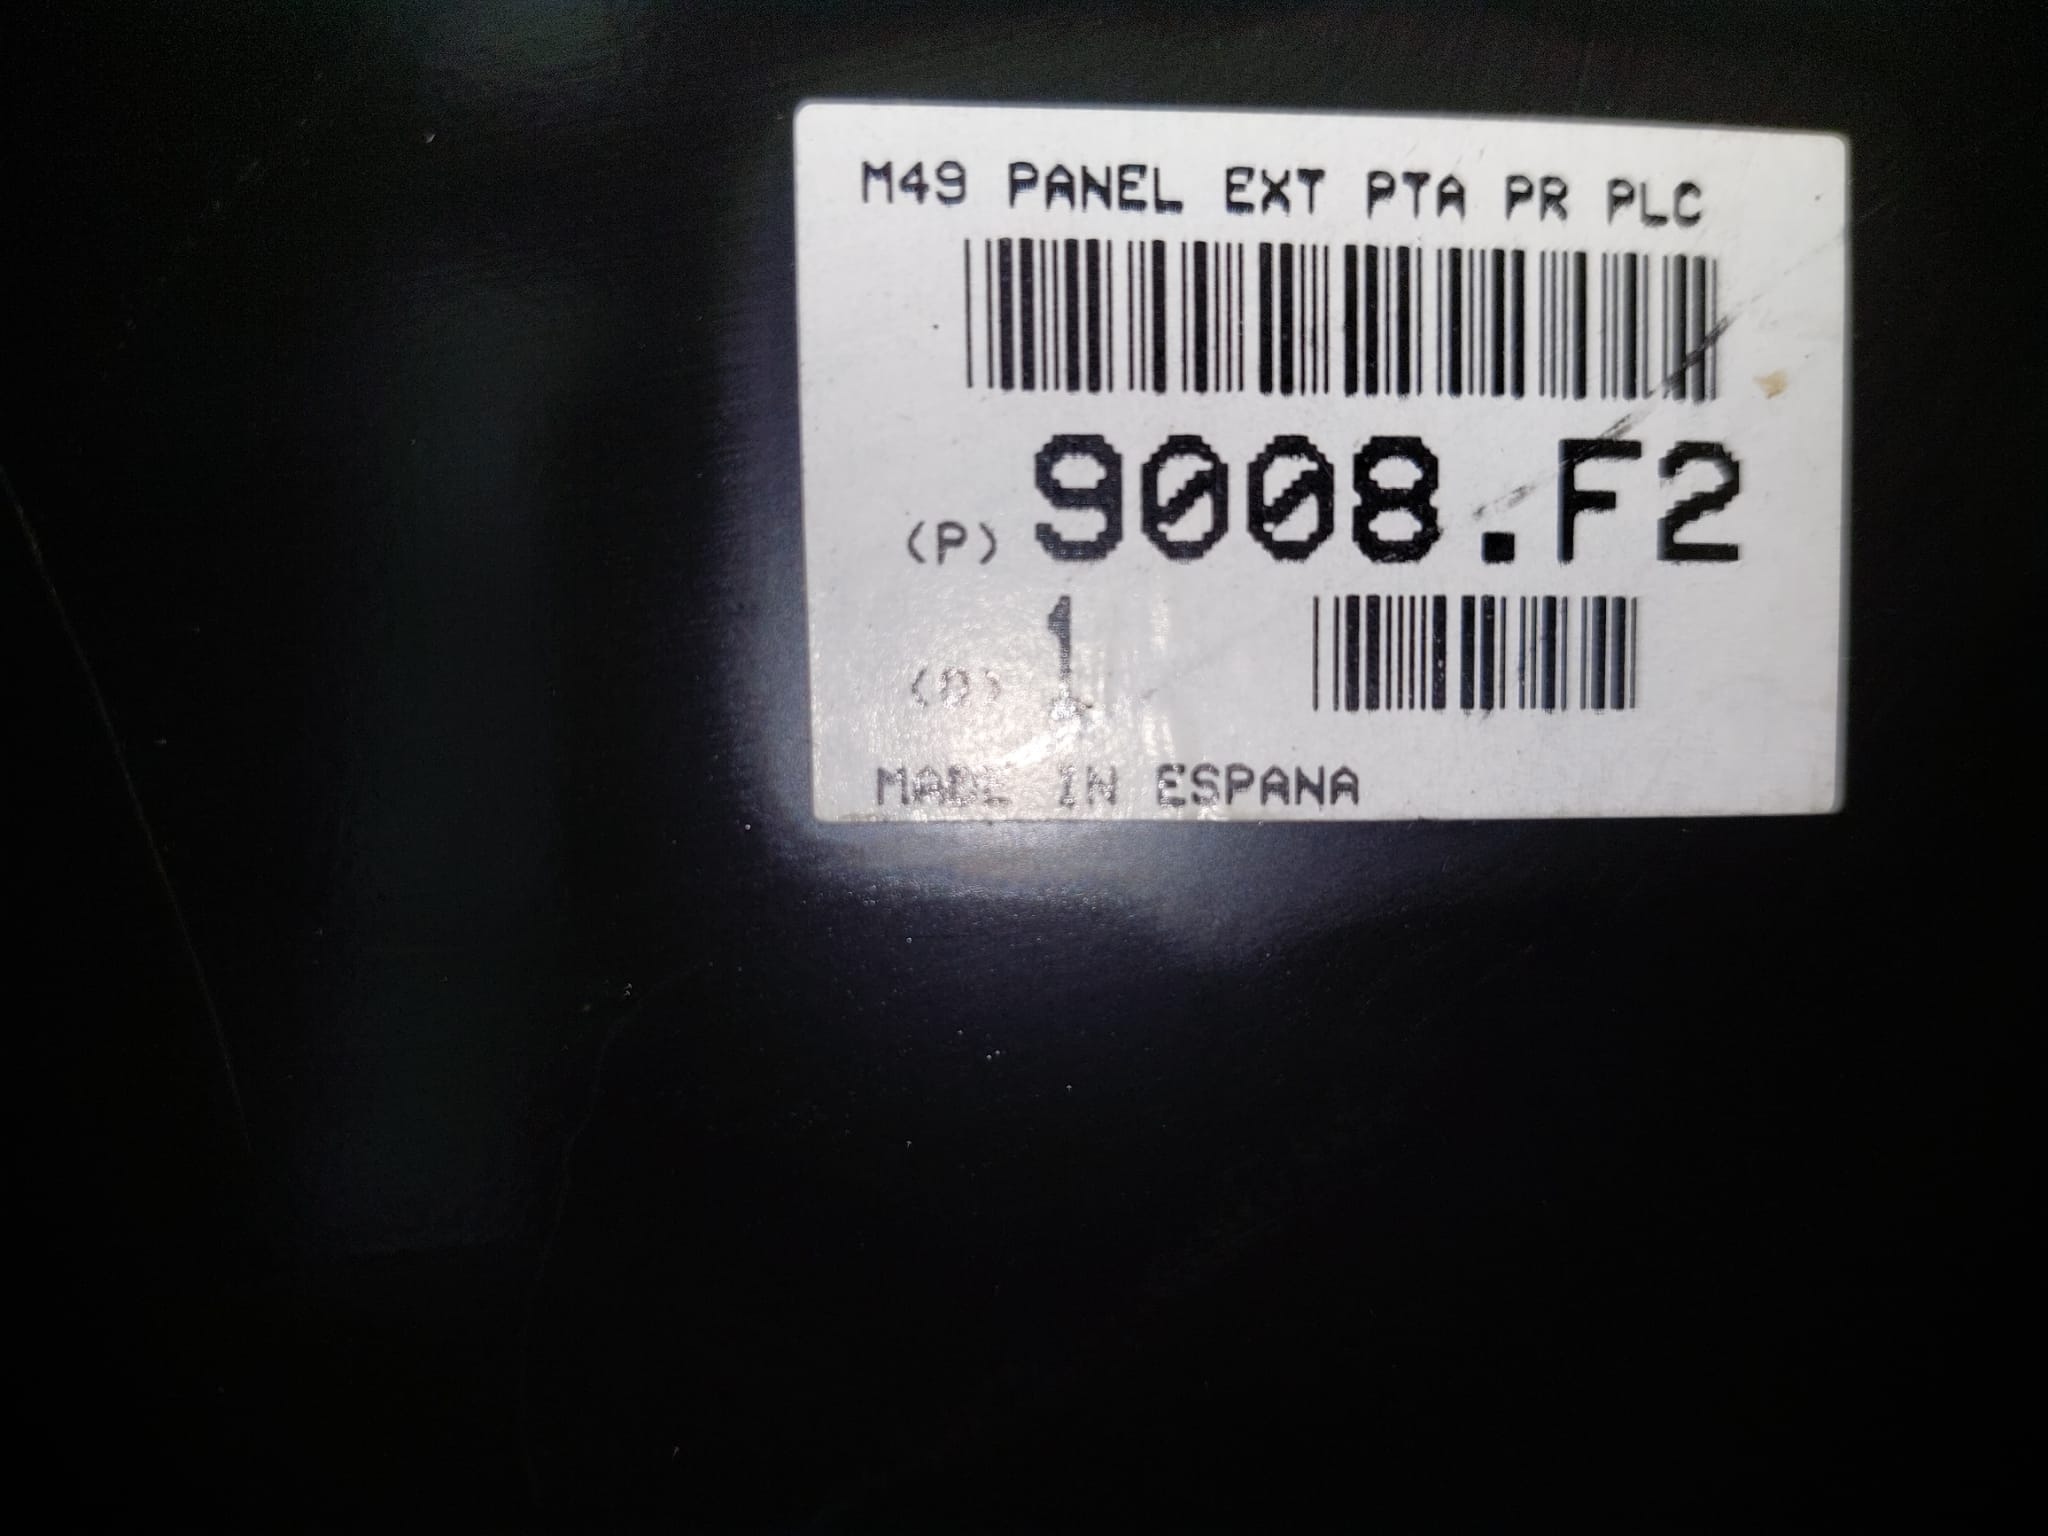 M49 PANEL EXT PTA PR PLC
(P) 9008.F2
(Q) 1
MADE IN ESPANA